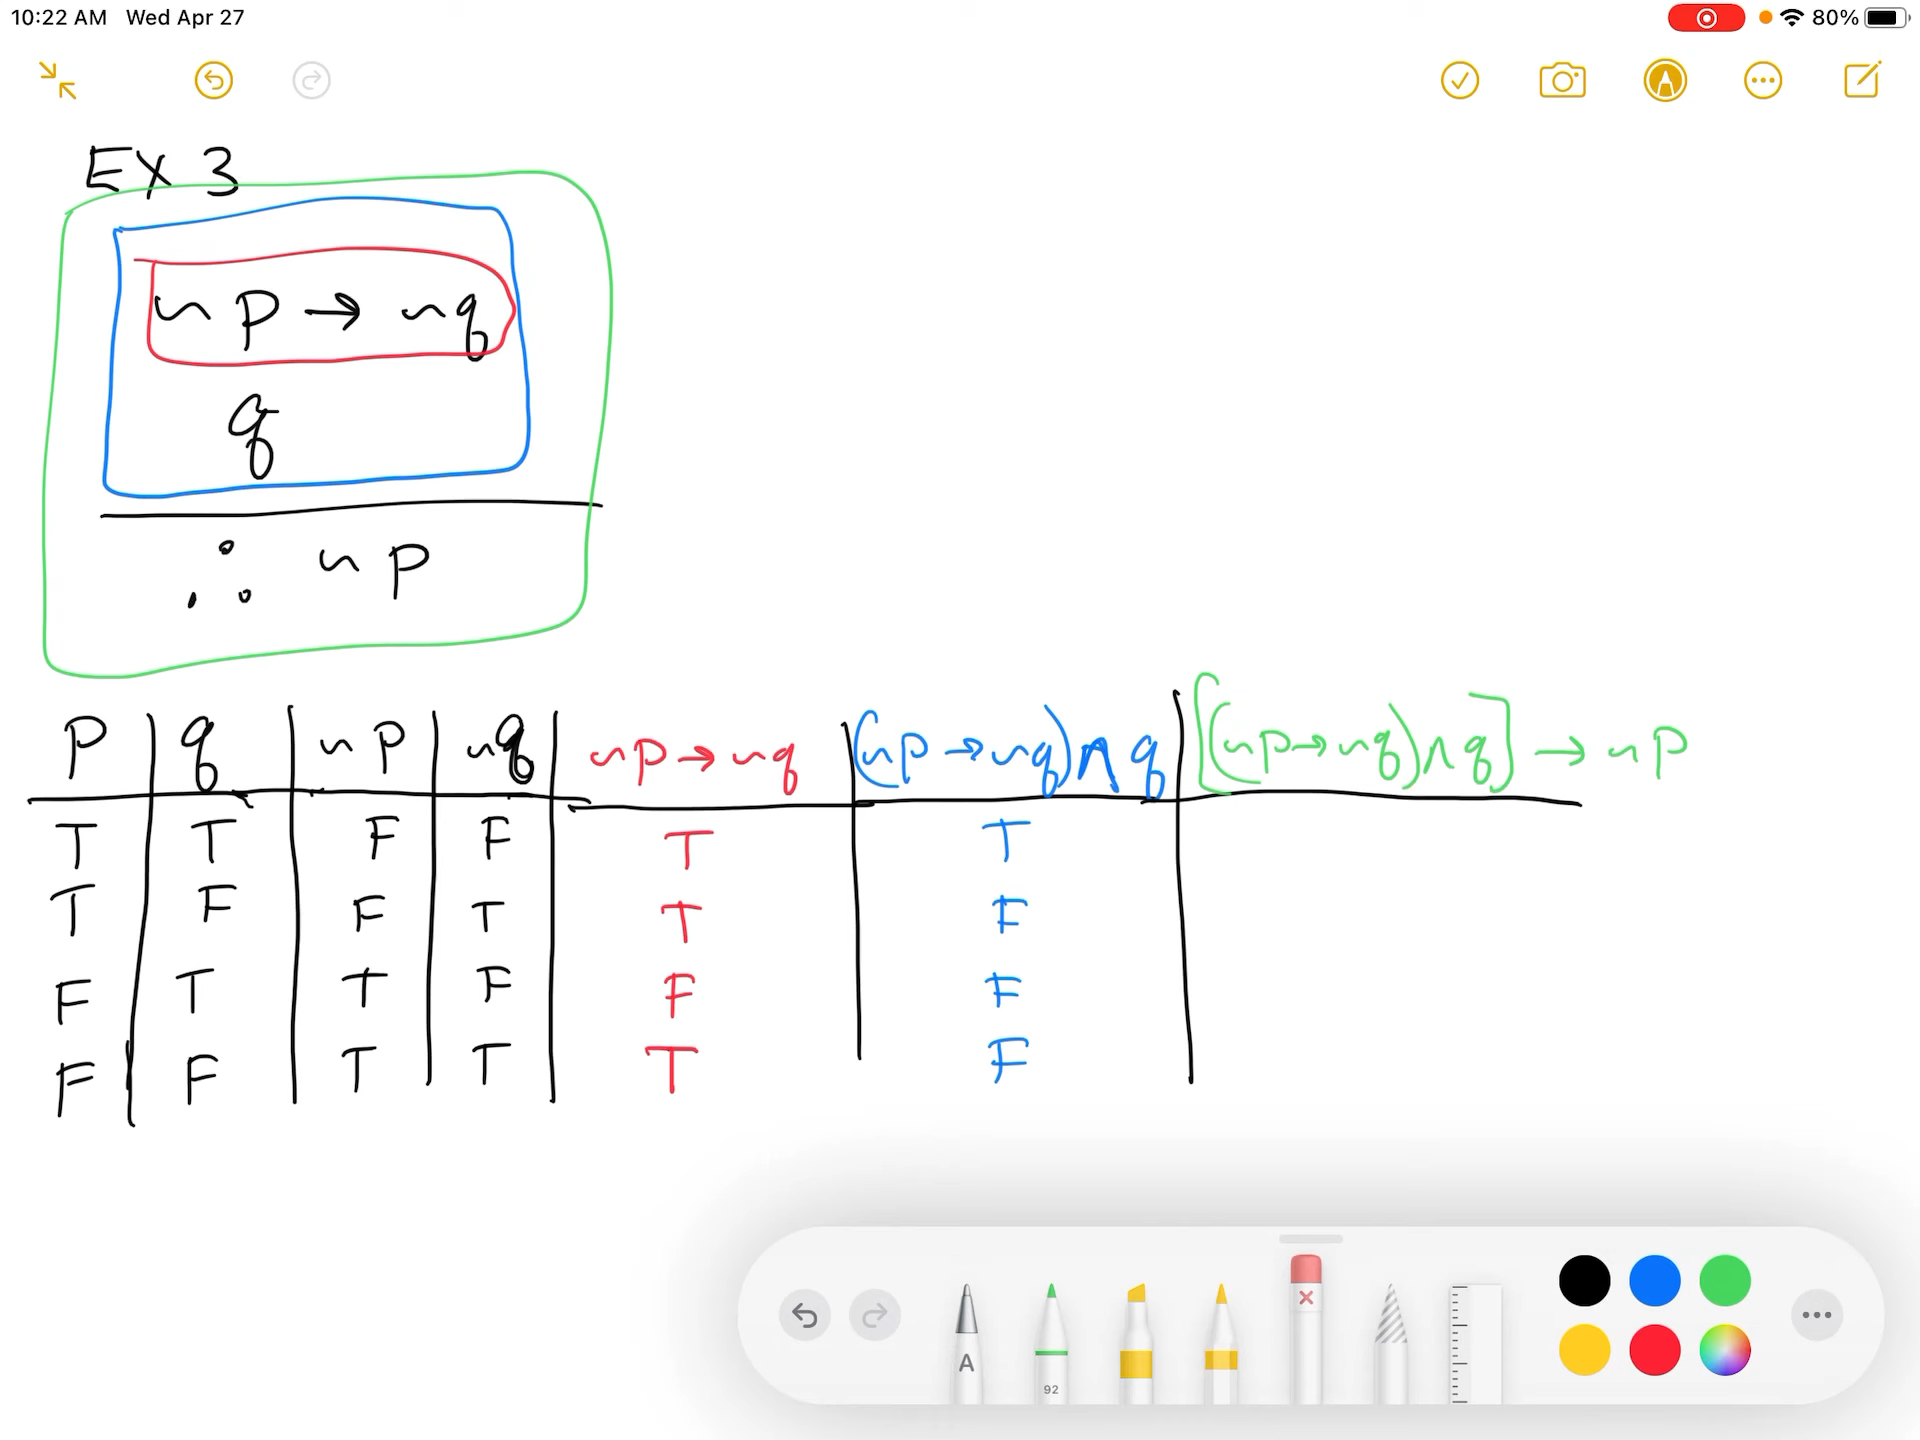 10:22 AM Wed Apr 27 80%
EX 3
~p → ~q
q
∴ ~p
p q ~p ~q ~p → ~q (~p → ~q) ∧ q [(~p → ~q) ∧ q] → ~p
T T F F T T
T F F T T F
F T T F F F
F F T T T F
A
92